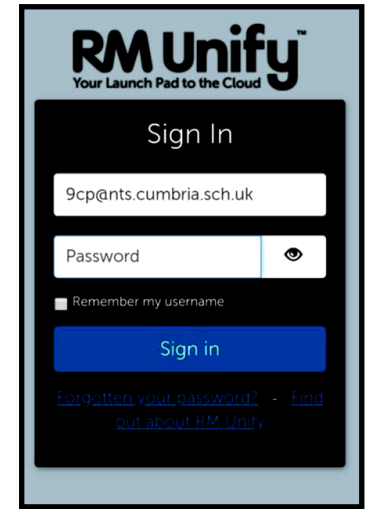 RM Unify™
Your Launch Pad to the Cloud
Sign In
9cp@nts.cumbria.sch.uk
Password
Remember my username
Sign in
Forgotten your password? - Find
out about RM Unify